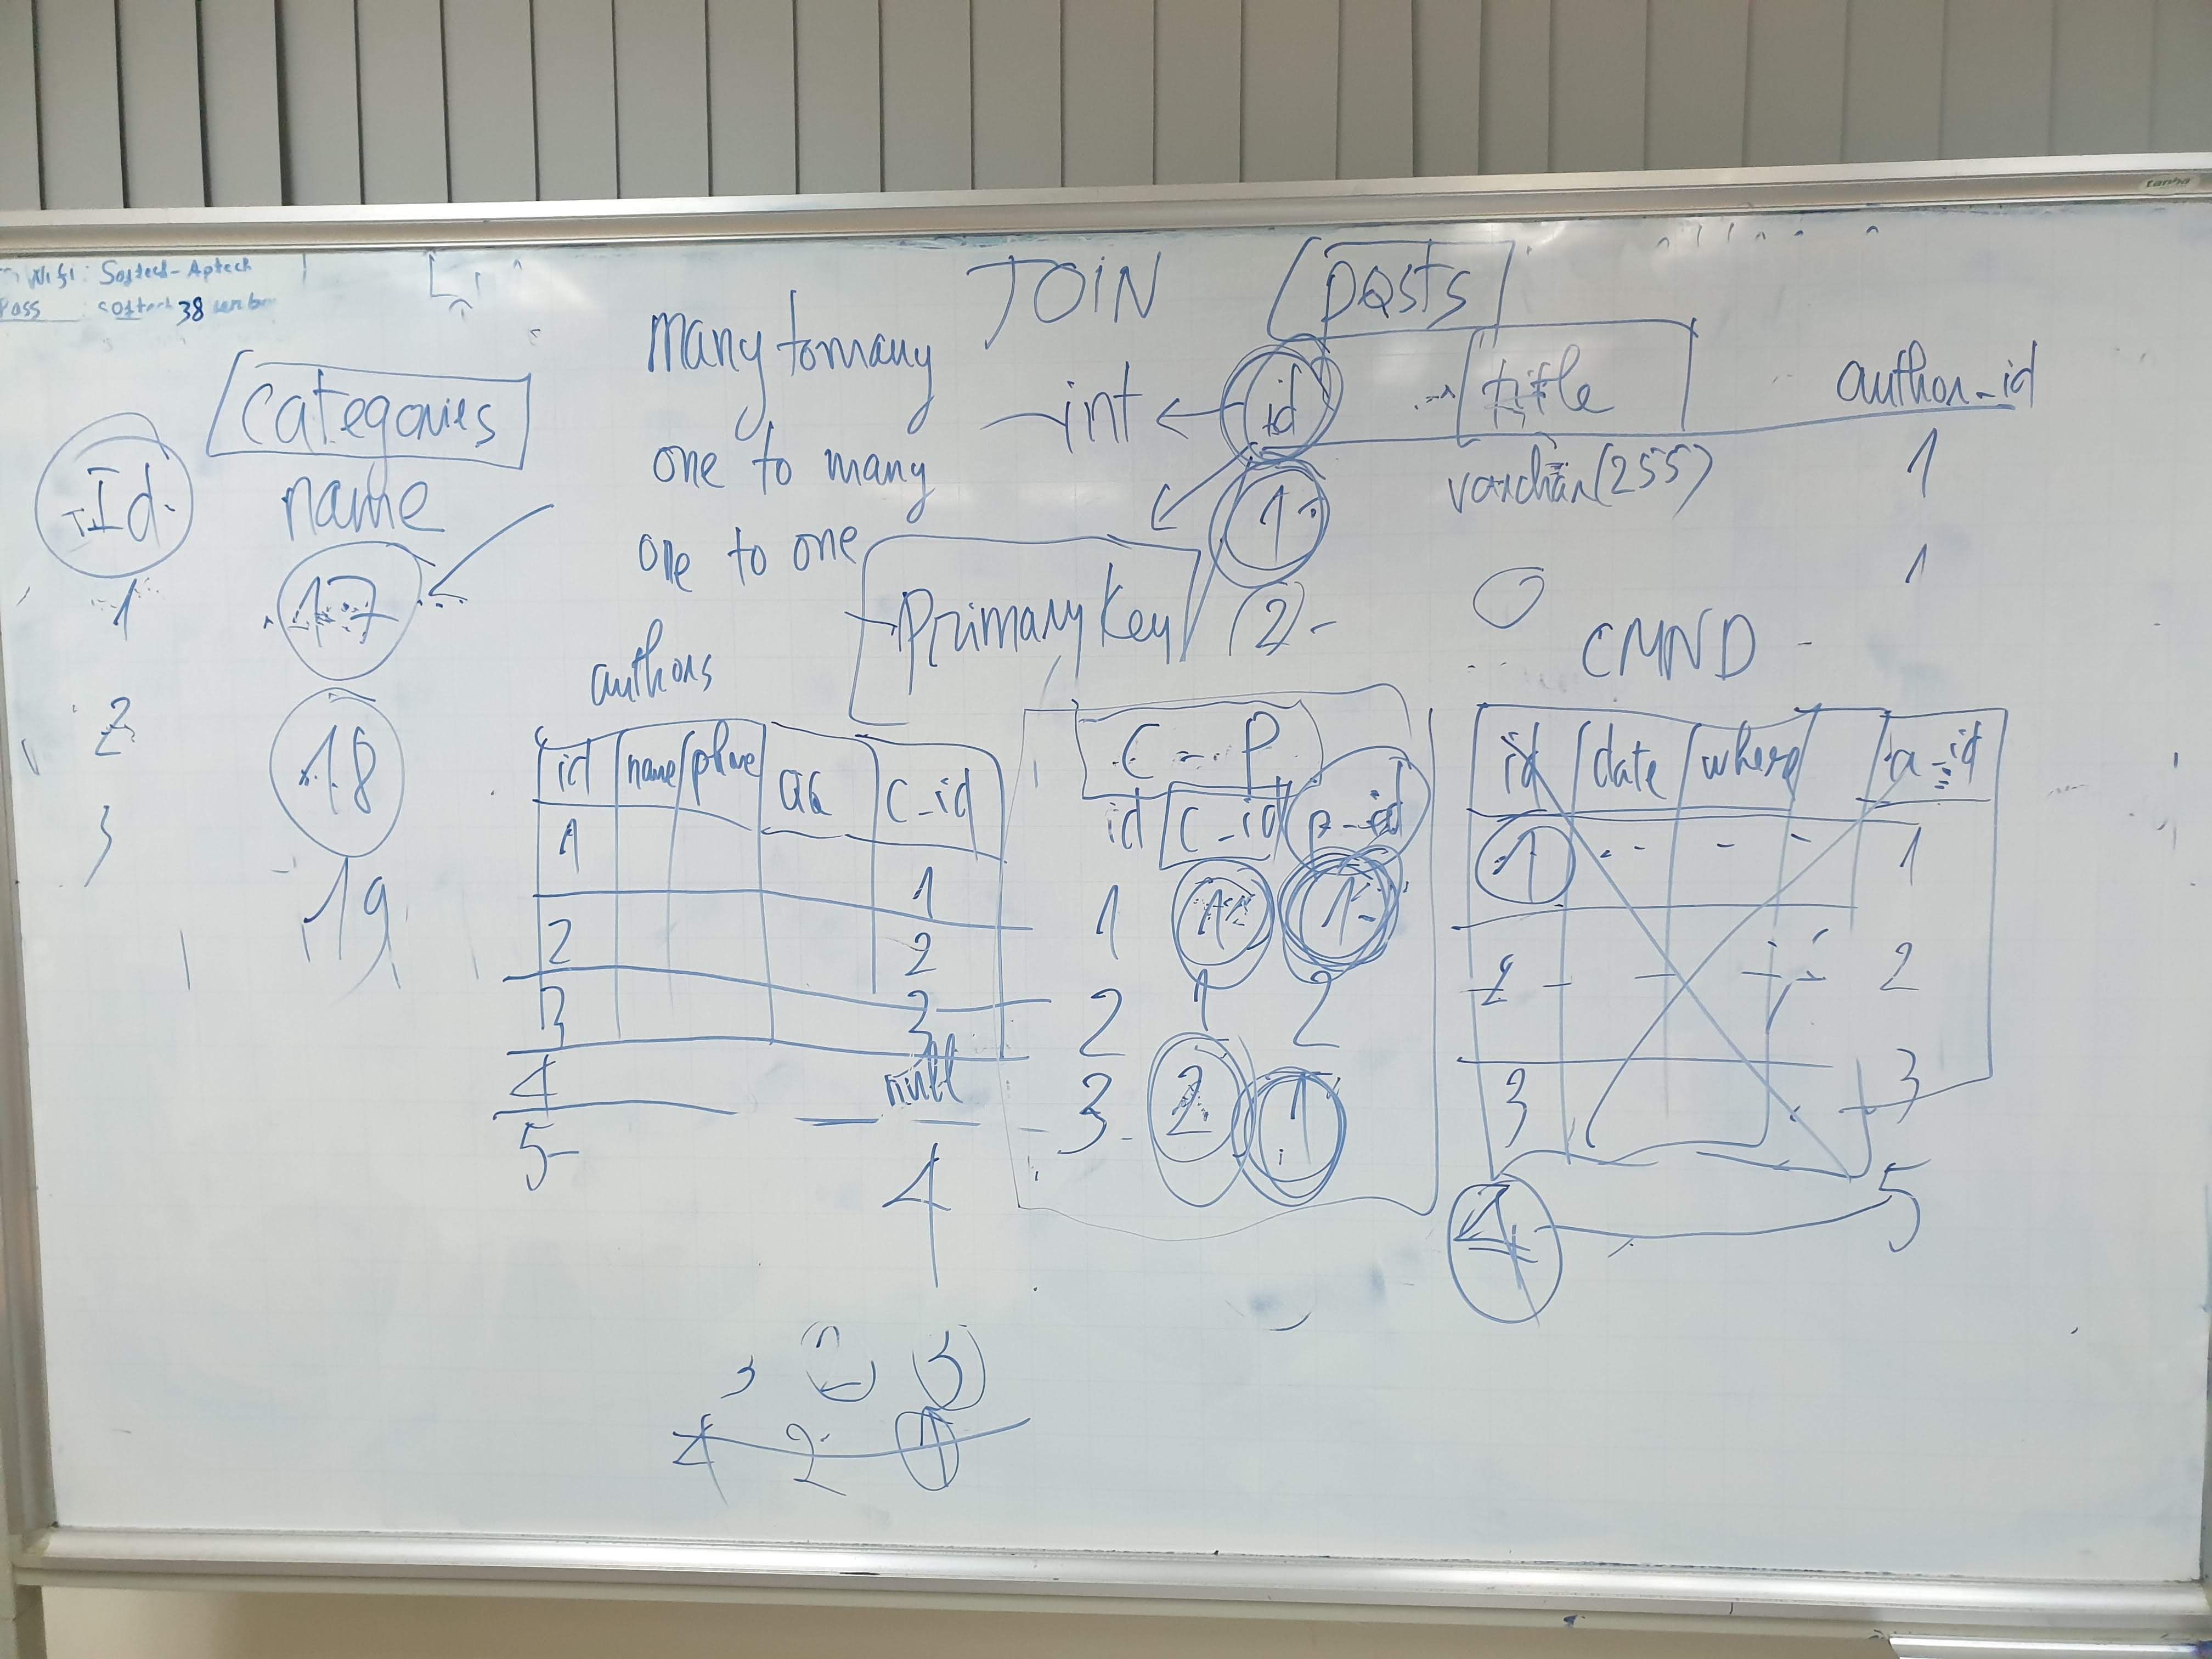 tanha
Wifi : Softech-Aptech
Pass : softech 38
JOIN
posts
many to many
one to many
one to one
int
id
title
author_id
varchar(255)
1
1
1
2
Primary Key
Categories
Id
name
1
17
2
18
3
19
authors
id
name
phone
C_id
1
1
2
2
3
3
4
null
5
4
C - P
id
C_id
p_id
1
1
1
2
1
2
3
2
1
CMND
id
date
where
a_id
1
1
2
2
3
3
4
5
3
2
3
4
2
1